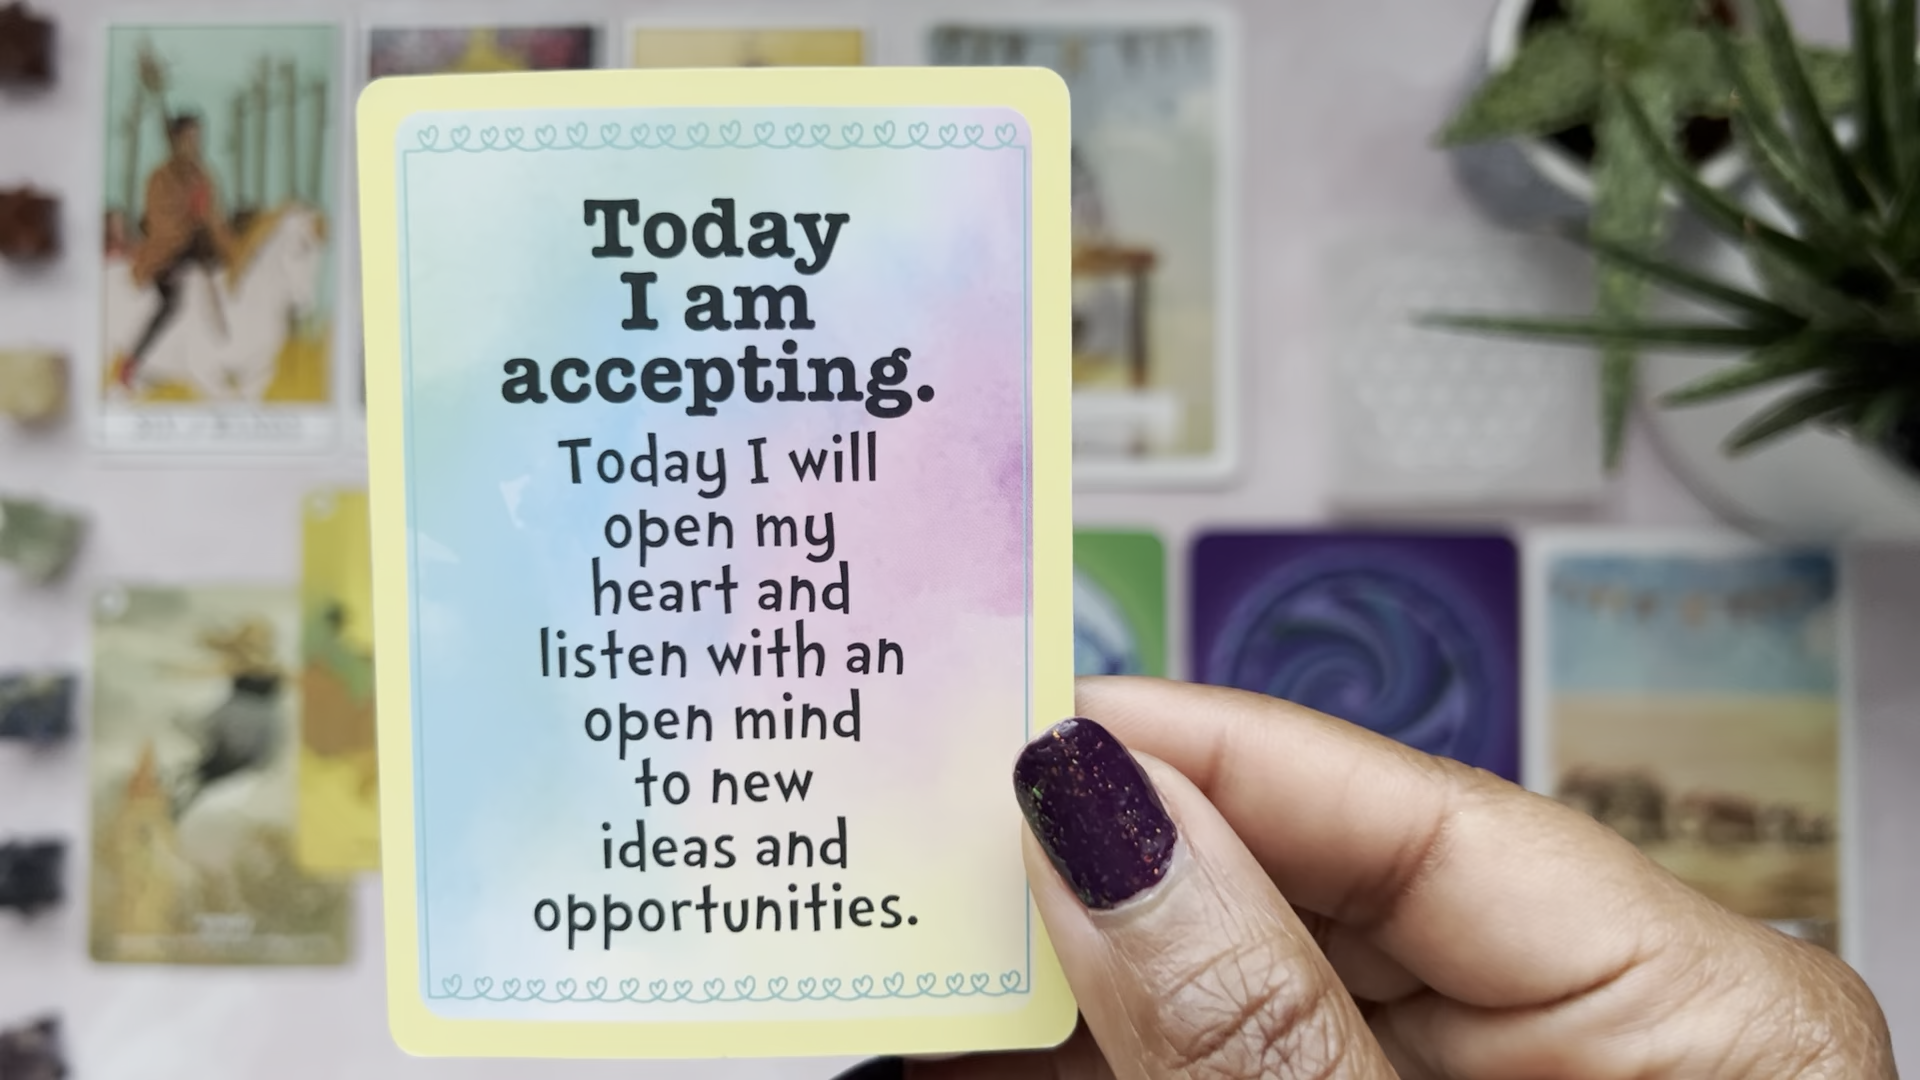 Today
I am
accepting.
Today I will
open my
heart and
listen with an
open mind
to new
ideas and
opportunities.